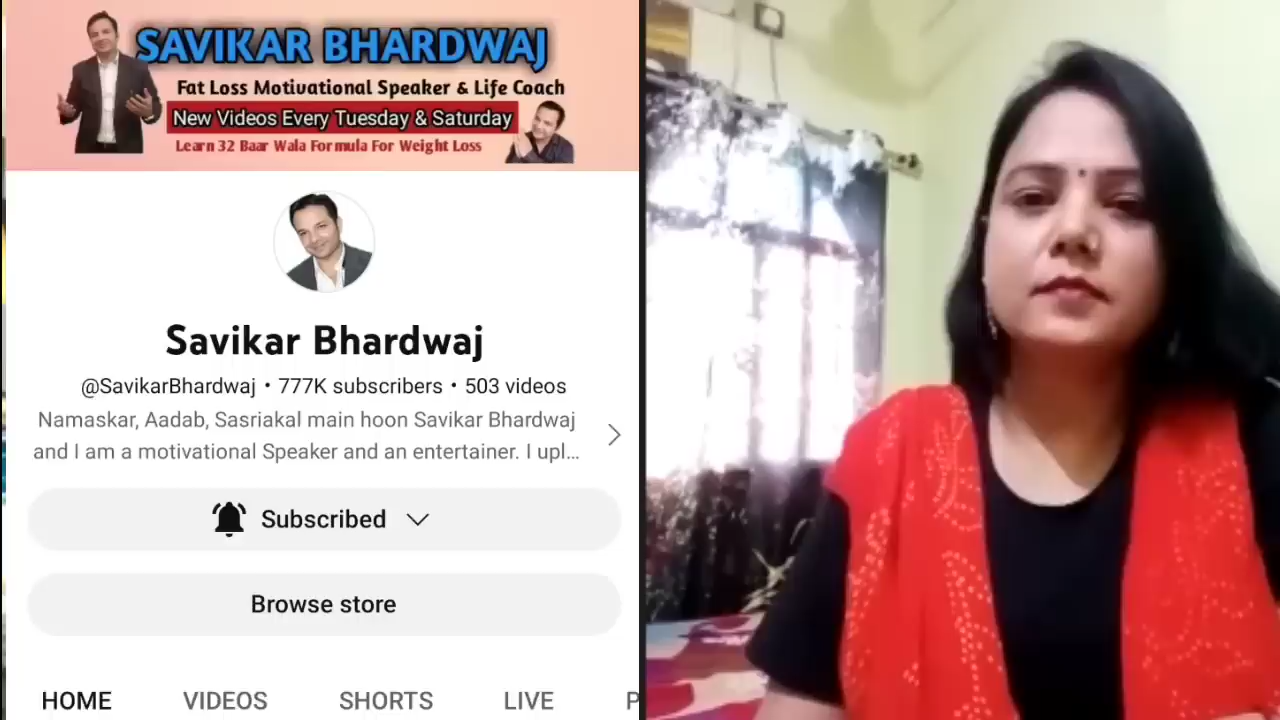 SAVIKAR BHARDWAJ
Fat Loss Motivational Speaker & Life Coach
New Videos Every Tuesday & Saturday
Learn 32 Baar Wala Formula For Weight Loss
Savikar Bhardwaj
@SavikarBhardwaj • 777K subscribers • 503 videos
Namaskar, Aadab, Sasriakal main hoon Savikar Bhardwaj
and I am a motivational Speaker and an entertainer. I upl...
Subscribed
Browse store
HOME VIDEOS SHORTS LIVE P